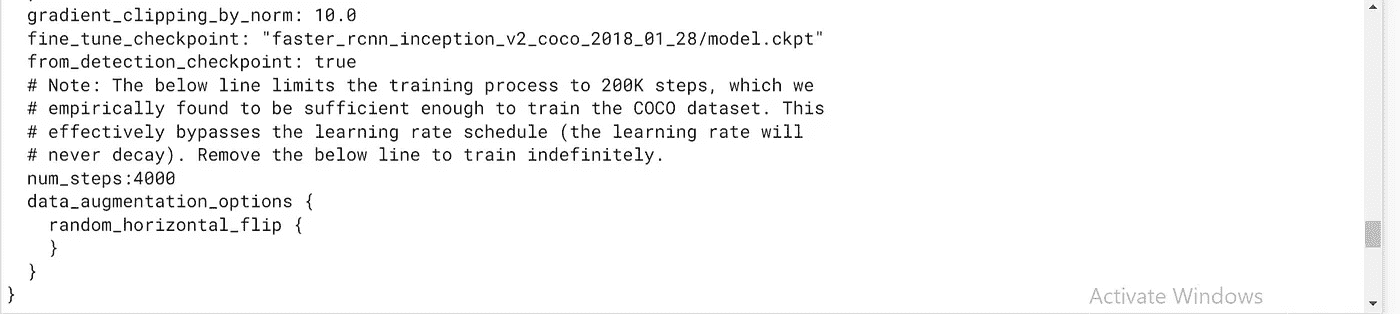 gradient_clipping_by_norm: 10.0
fine_tune_checkpoint: "faster_rcnn_inception_v2_coco_2018_01_28/model.ckpt"
from_detection_checkpoint: true
# Note: The below line limits the training process to 200K steps, which we
# empirically found to be sufficient enough to train the COCO dataset. This
# effectively bypasses the learning rate schedule (the learning rate will
# never decay). Remove the below line to train indefinitely.
num_steps:4000
data_augmentation_options {
random_horizontal_flip {
}
}
}
Activate Windows